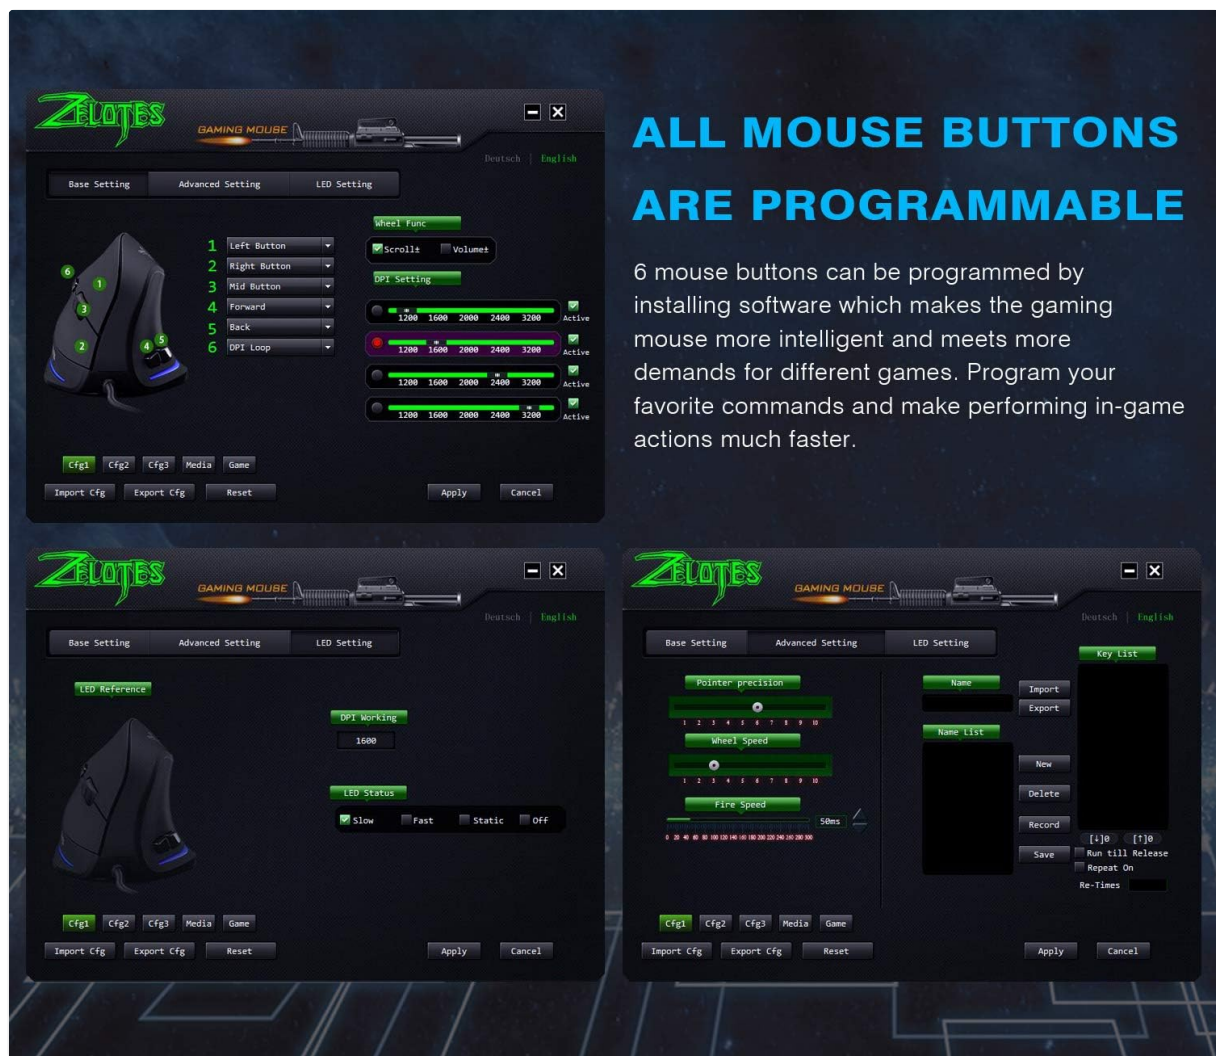 ZELOTES
GAMING MOUSE
Deutsch | English
Base Setting Advanced Setting LED Setting
Wheel Func
Scroll± Volume±
DPI Setting
1 Left Button
2 Right Button
3 Mid Button
4 Forward
5 Back
6 DPI Loop
6
1
3
2
4
5
1200 1600 2000 2400 3200 Active
1200 1600 2000 2400 3200 Active
1200 1600 2000 2400 3200 Active
1200 1600 2000 2400 3200 Active
Cfg1 Cfg2 Cfg3 Media Game
Import Cfg Export Cfg Reset Apply Cancel
ALL MOUSE BUTTONS
ARE PROGRAMMABLE
6 mouse buttons can be programmed by
installing software which makes the gaming
mouse more intelligent and meets more
demands for different games. Program your
favorite commands and make performing in-game
actions much faster.
ZELOTES
GAMING MOUSE
Deutsch | English
Base Setting Advanced Setting LED Setting
LED Reference
DPI Working
1600
LED Status
Slow Fast Static Off
Cfg1 Cfg2 Cfg3 Media Game
Import Cfg Export Cfg Reset Apply Cancel
ZELOTES
GAMING MOUSE
Deutsch | English
Base Setting Advanced Setting LED Setting
Pointer precision
1 2 3 4 5 6 7 8 9 10
Wheel Speed
1 2 3 4 5 6 7 8 9 10
Fire Speed
50ms
Name
Name List
Import
Export
New
Delete
Record
Save
Key List
[↓]0 [↑]0
Run till Release
Repeat On
Re-Times
Cfg1 Cfg2 Cfg3 Media Game
Import Cfg Export Cfg Reset Apply Cancel